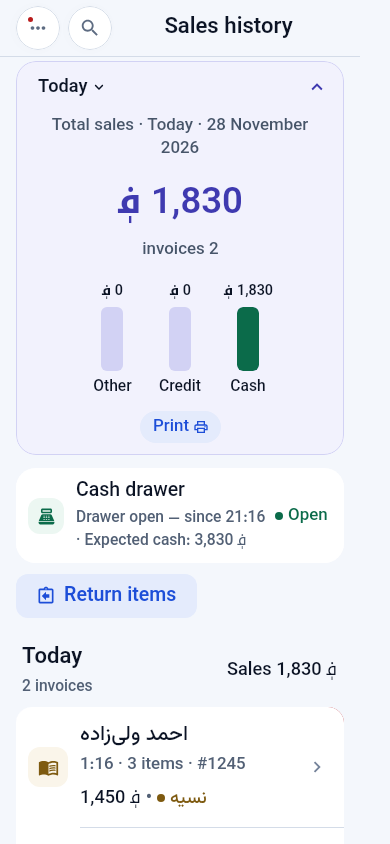 Sales history
Today
Total sales · Today · 28 November
2026
؋ 1,830
invoices 2
؋ 0
؋ 0
؋ 1,830
Other
Credit
Cash
Print
Cash drawer
Drawer open — since 21:16
· Expected cash: 3,830 ؋
Open
Return items
Today
2 invoices
Sales 1,830 ؋
احمد ولی‌زاده
1:16 · 3 items · #1245
1,450 ؋ • نسیه